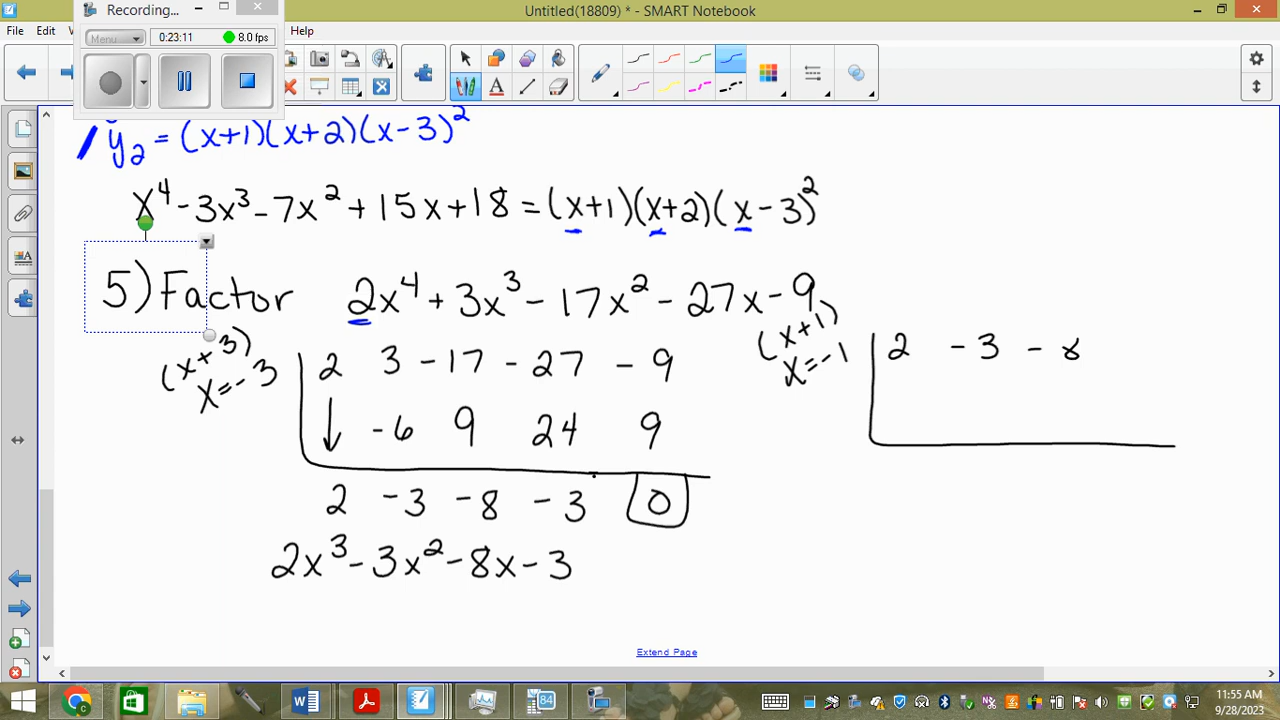 Recording...
Untitled(18809) * - SMART Notebook
Menu
0:23:11
8.0 fps
File
Edit
Help
y₂ = (x+1)(x+2)(x-3)²
x⁴ - 3x³ - 7x² + 15x + 18 = (x+1)(x+2)(x-3)²
5) Factor 2x⁴ + 3x³ - 17x² - 27x - 9
(x+3)
x=-3
2 3 -17 -27 -9
-6 9 24 9
2 -3 -8 -3 0
2x³ - 3x² - 8x - 3
(x+1)
x=-1
2 -3 -8
Extend Page
84
11:55 AM
9/28/2023